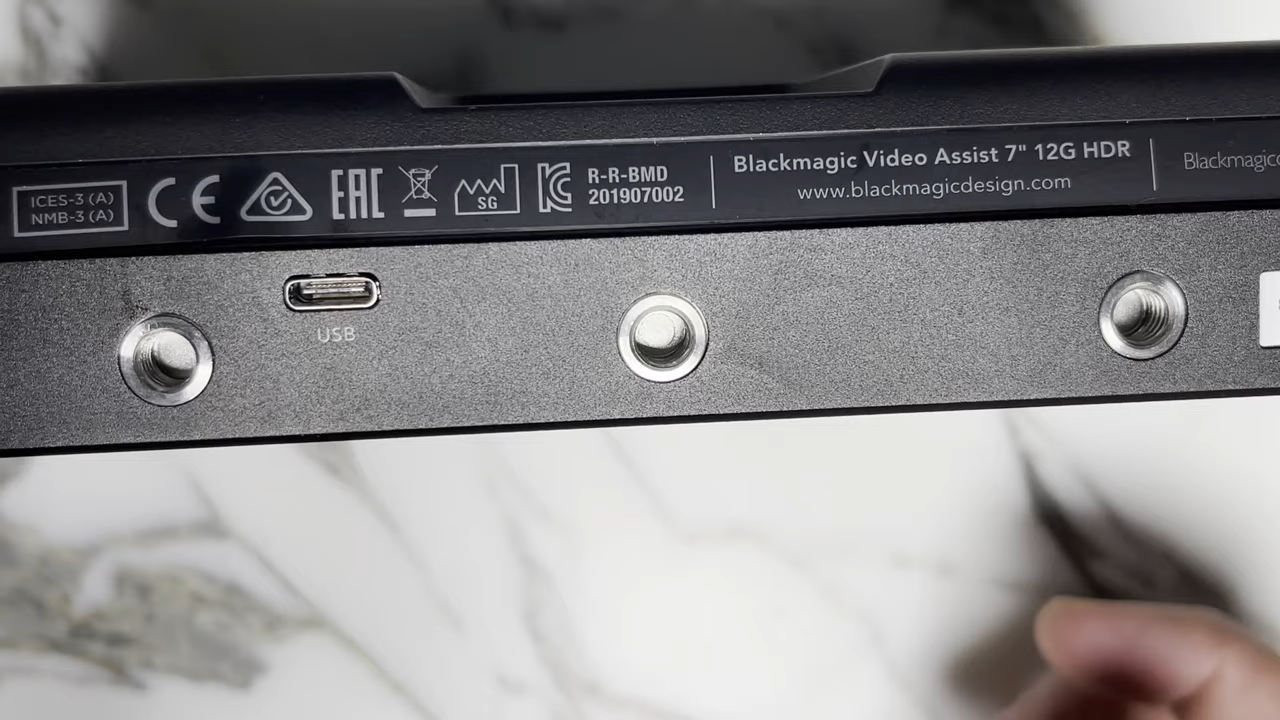 ICES-3 (A)
NMB-3 (A)
CE
EAC
SG
R-R-BMD
201907002
Blackmagic Video Assist 7" 12G HDR
www.blackmagicdesign.com
USB